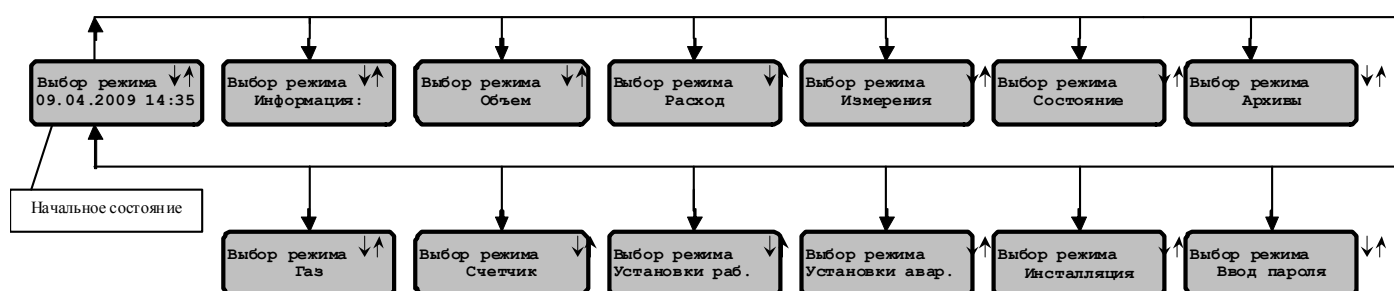 Выбор режима ↓↑
09.04.2009 14:35
Выбор режима ↓↑
Информация:
Выбор режима ↓↑
Объем
Выбор режима ↓↑
Расход
Выбор режима ↓↑
Измерения
Выбор режима ↓↑
Состояние
Выбор режима ↓↑
Архивы
Начальное состояние
Выбор режима ↓↑
Газ
Выбор режима ↓↑
Счетчик
Выбор режима ↓↑
Установки раб.
Выбор режима ↓↑
Установки авар.
Выбор режима ↓↑
Инсталляция
Выбор режима ↓↑
Ввод пароля